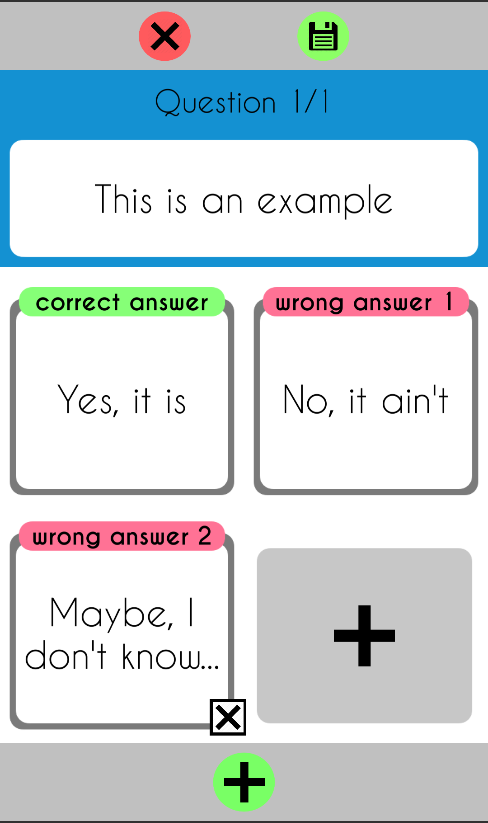 Question 1/1
This is an example
correct answer
wrong answer 1
Yes, it is
No, it ain't
wrong answer 2
Maybe, I
don't know...